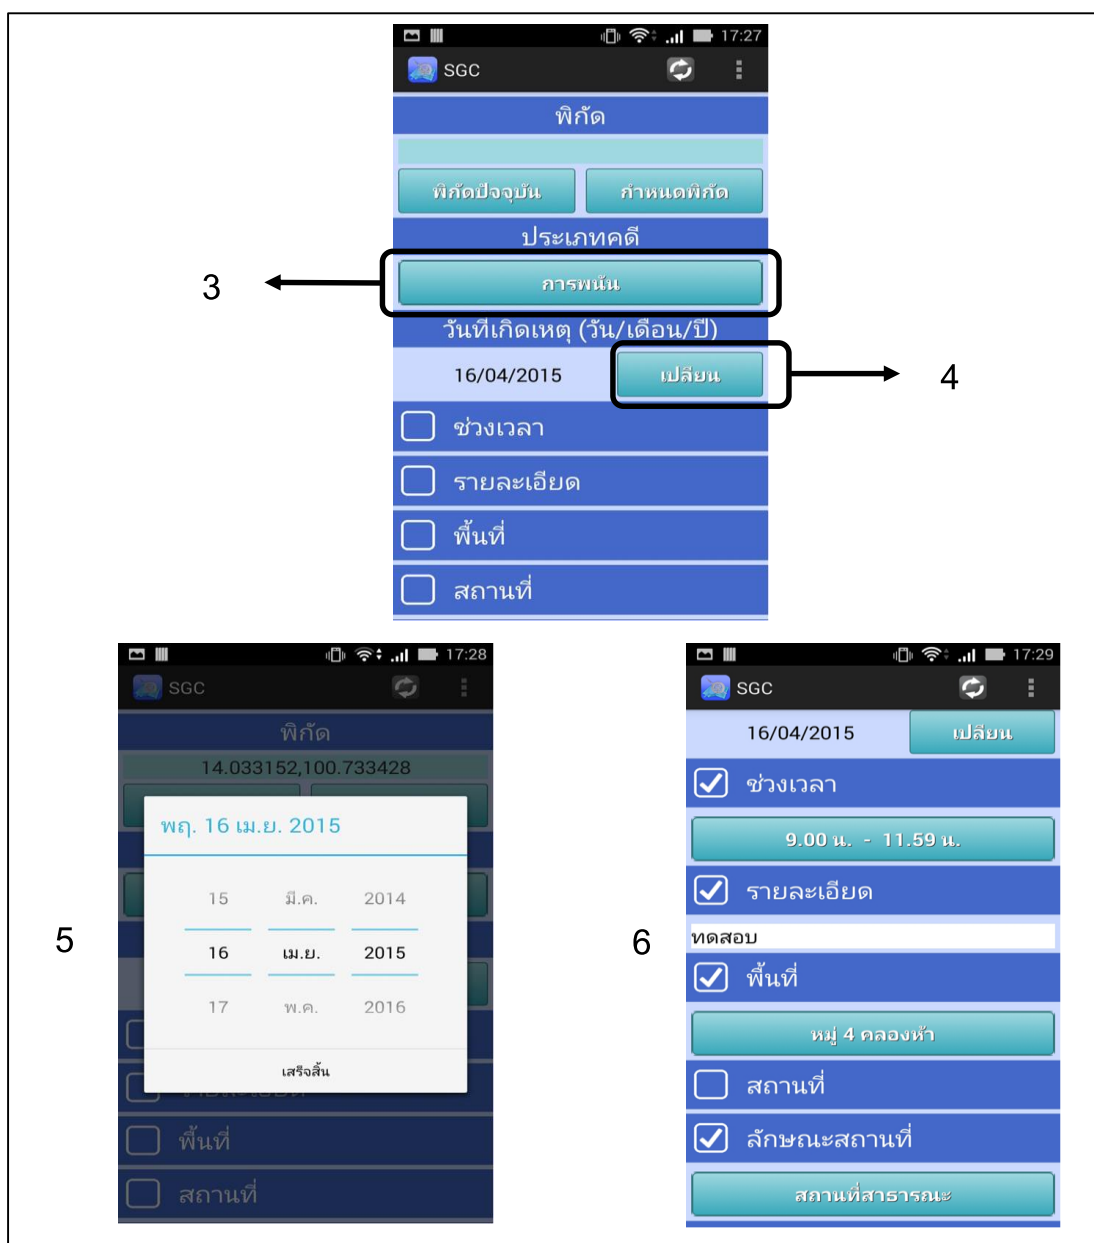 17:27
SGC
พิกัด
พิกัดปัจจุบัน กำหนดพิกัด
ประเภทคดี
3
การพนัน
วันที่เกิดเหตุ (วัน/เดือน/ปี)
16/04/2015 เปลี่ยน
4
ช่วงเวลา
รายละเอียด
พื้นที่
สถานที่
17:28
SGC
พิกัด
14.033152,100.733428
พฤ. 16 เม.ย. 2015
15 มี.ค. 2014
5
16 เม.ย. 2015
17 พ.ค. 2016
เสร็จสิ้น
รายละเอียด
พื้นที่
สถานที่
17:29
SGC
16/04/2015 เปลี่ยน
ช่วงเวลา
9.00 น. - 11.59 น.
รายละเอียด
6
ทดสอบ
พื้นที่
หมู่ 4 คลองห้า
สถานที่
ลักษณะสถานที่
สถานที่สาธารณะ